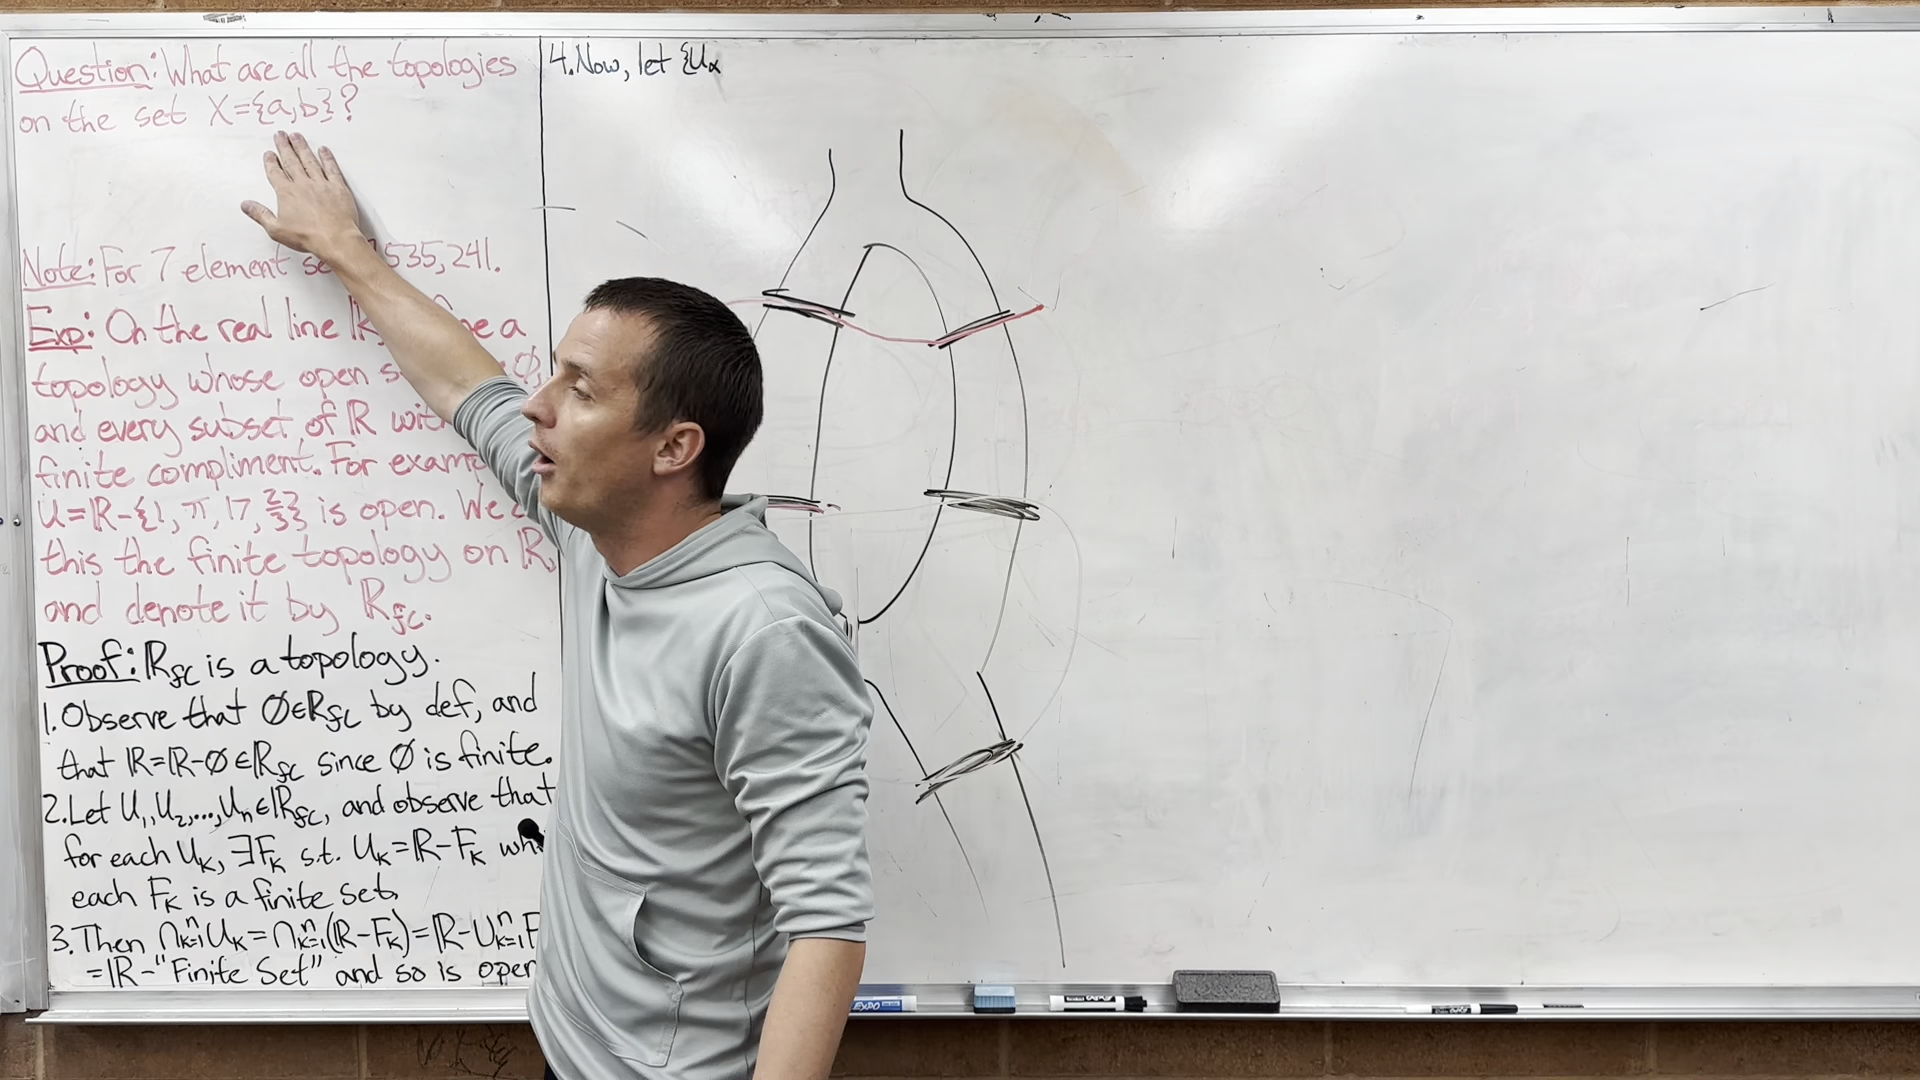 Question: What are all the topologies
on the set X={a,b}?
Note: For 7 element 535,241.
Exp: On the real line a
topology whose open ∅,
and every subset of ℝ
finite compliment. For
U=ℝ-{1, π, 17, 2/3} is open. We
this the finite topology on ℝ,
and denote it by ℝfc.
Proof: ℝfc is a topology.
1. Observe that ∅∈ℝfc by def, and
that ℝ=ℝ-∅∈ℝfc since ∅ is finite.
2. Let U₁, U₂,..., Uₙ∈ℝfc, and observe that
for each Uₖ, ∃Fₖ s.t. Uₖ=ℝ-Fₖ
each Fₖ is a finite set.
3. Then ∩ₖ₌₁ⁿUₖ=∩ₖ₌₁ⁿ(ℝ-Fₖ)=ℝ-∪ₖ₌₁ⁿF
=ℝ-"Finite Set" and so is open
4. Now, let {Uα
EXPO
EXPO